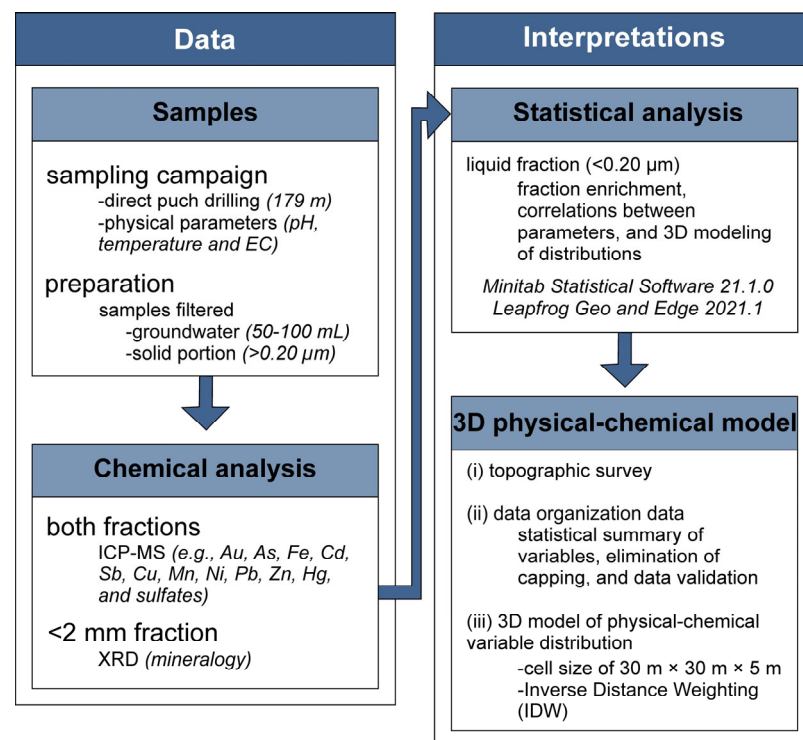 Data
Samples
sampling campaign
-direct puch drilling (179 m)
-physical parameters (pH,
temperature and EC)
preparation
samples filtered
-groundwater (50-100 mL)
-solid portion (>0.20 µm)
Chemical analysis
both fractions
ICP-MS (e.g., Au, As, Fe, Cd,
Sb, Cu, Mn, Ni, Pb, Zn, Hg,
and sulfates)
<2 mm fraction
XRD (mineralogy)
Interpretations
Statistical analysis
liquid fraction (<0.20 µm)
fraction enrichment,
correlations between
parameters, and 3D modeling
of distributions
Minitab Statistical Software 21.1.0
Leapfrog Geo and Edge 2021.1
3D physical-chemical model
(i) topographic survey
(ii) data organization data
statistical summary of
variables, elimination of
capping, and data validation
(iii) 3D model of physical-chemical
variable distribution
-cell size of 30 m × 30 m × 5 m
-Inverse Distance Weighting
(IDW)